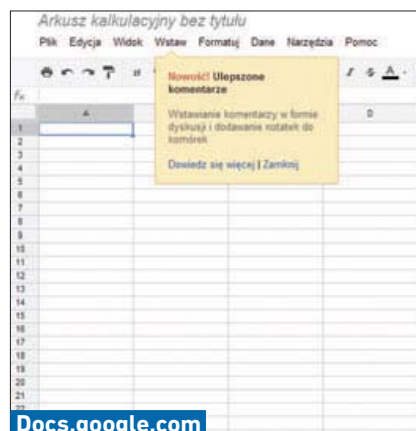 Arkusz kalkulacyjny bez tytułu
Plik Edycja Widok Wstaw Formatuj Dane Narzędzia Pomoc
Nowość! Ulepszone
komentarze
Wstawianie komentarzy w formie
dyskusji i dodawanie notatek do
komórek
Dowiedz się więcej | Zamknij
fx
A D
1
2
3
4
5
6
7
8
9
10
11
12
13
14
15
16
17
18
19
20
21
Docs.google.com